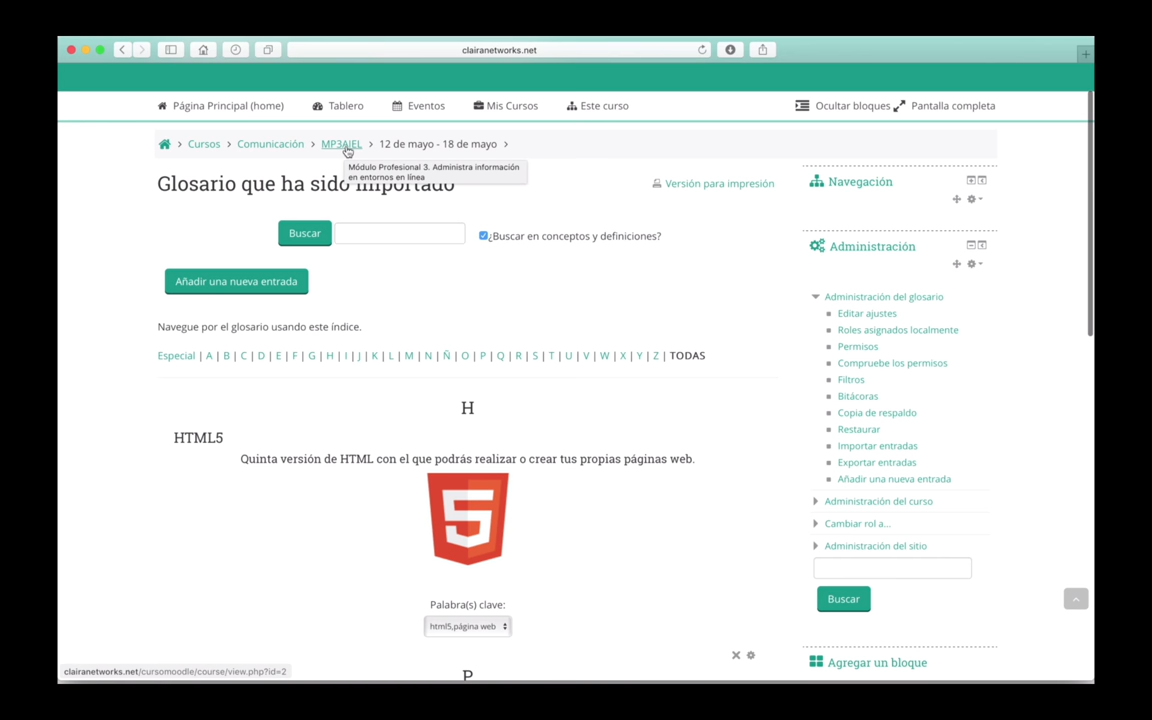 clairanetworks.net
Página Principal (home) Tablero Eventos Mis Cursos Este curso Ocultar bloques Pantalla completa
> Cursos > Comunicación > MP3AIEL > 12 de mayo - 18 de mayo >
Módulo Profesional 3. Administra información
en entornos en línea
Glosario que ha sido importado
Versión para impresión
Buscar
¿Buscar en conceptos y definiciones?
Añadir una nueva entrada
Navegue por el glosario usando este índice.
Especial | A | B | C | D | E | F | G | H | I | J | K | L | M | N | Ñ | O | P | Q | R | S | T | U | V | W | X | Y | Z | TODAS
H
HTML5
Quinta versión de HTML con el que podrás realizar o crear tus propias páginas web.
5
Palabra(s) clave:
html5,página web
P
Navegación
Administración
Administración del glosario
Editar ajustes
Roles asignados localmente
Permisos
Compruebe los permisos
Filtros
Bitácoras
Copia de respaldo
Restaurar
Importar entradas
Exportar entradas
Añadir una nueva entrada
Administración del curso
Cambiar rol a...
Administración del sitio
Buscar
Agregar un bloque
clairanetworks.net/cursomoodle/course/view.php?id=2